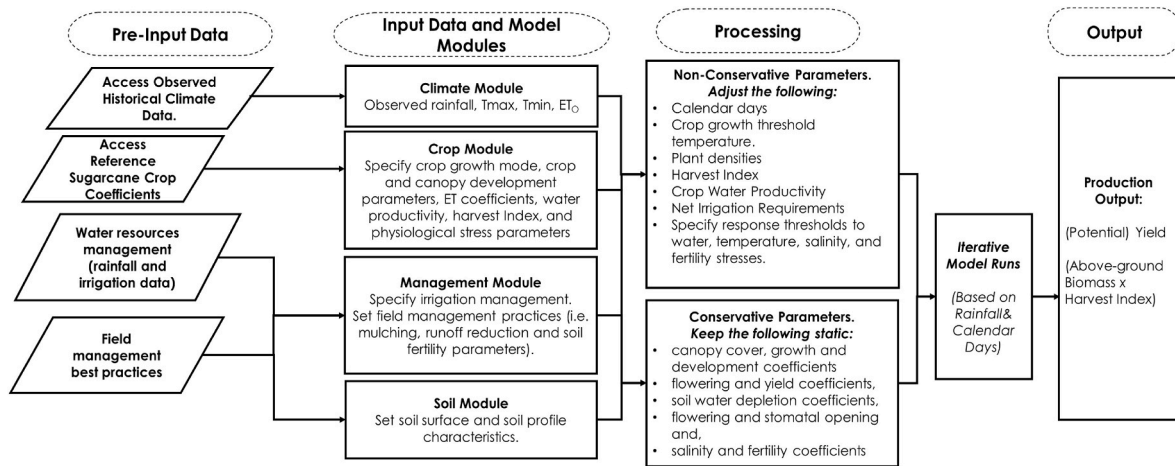 Pre-Input Data
Input Data and Model
Modules
Processing
Output
Access Observed
Historical Climate
Data.
Access
Reference
Sugarcane Crop
Coefficients
Water resources
management
(rainfall and
irrigation data)
Field
management
best practices
Climate Module
Observed rainfall, Tmax, Tmin, ETO
Crop Module
Specify crop growth mode, crop
and canopy development
parameters, ET coefficients, water
productivity, harvest Index, and
physiological stress parameters
Management Module
Specify irrigation management.
Set field management practices (i.e.
mulching, runoff reduction and soil
fertility parameters).
Soil Module
Set soil surface and soil profile
characteristics.
Non-Conservative Parameters.
Adjust the following:
• Calendar days
• Crop growth threshold
temperature.
• Plant densities
• Harvest Index
• Crop Water Productivity
• Net Irrigation Requirements
• Specify response thresholds to
water, temperature, salinity, and
fertility stresses.
Conservative Parameters.
Keep the following static:
• canopy cover, growth and
development coefficients
• flowering and yield coefficients,
• soil water depletion coefficients,
• flowering and stomatal opening
and,
• salinity and fertility coefficients
Iterative
Model Runs
(Based on
Rainfall&
Calendar
Days)
Production
Output:
(Potential) Yield
(Above-ground
Biomass x
Harvest Index)